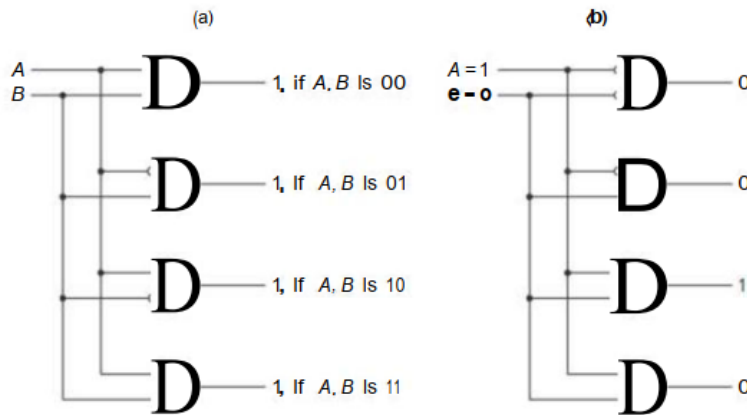 (a)
(b)
A
B
D 1, if A, B Is 00
D 1, If A, B Is 01
D 1, If A, B Is 10
D 1, If A, B Is 11
A = 1
e - o
D 0
D 0
D 1
D 0